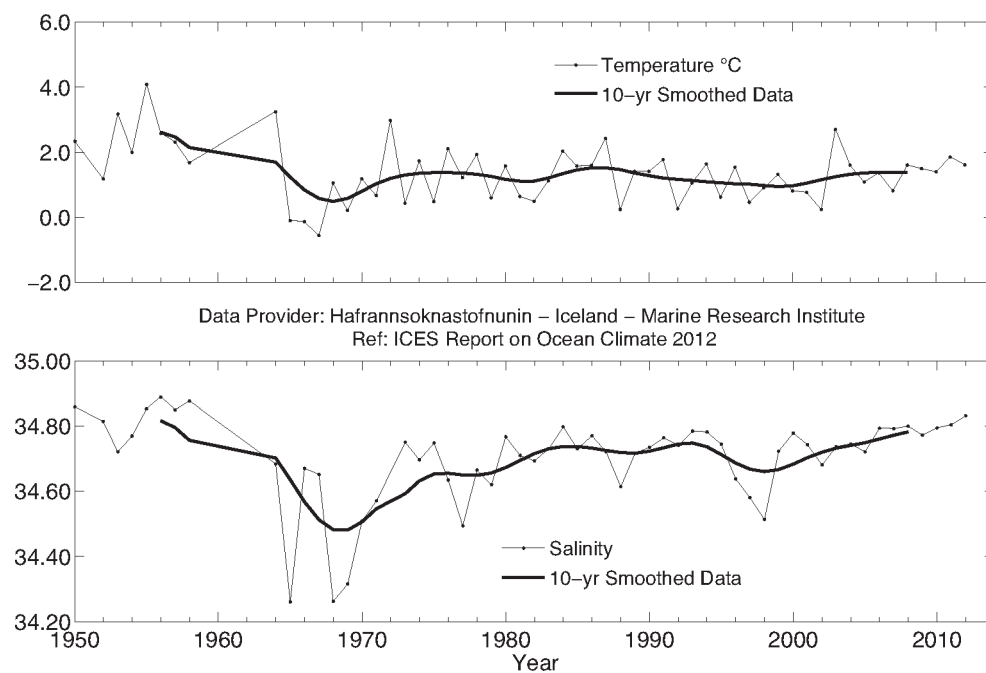 6.0
4.0
2.0
0.0
−2.0
Temperature °C
10−yr Smoothed Data
Data Provider: Hafrannsoknastofnunin − Iceland − Marine Research Institute
Ref: ICES Report on Ocean Climate 2012
35.00
34.80
34.60
34.40
34.20
Salinity
10−yr Smoothed Data
1950 1960 1970 1980 1990 2000 2010
Year